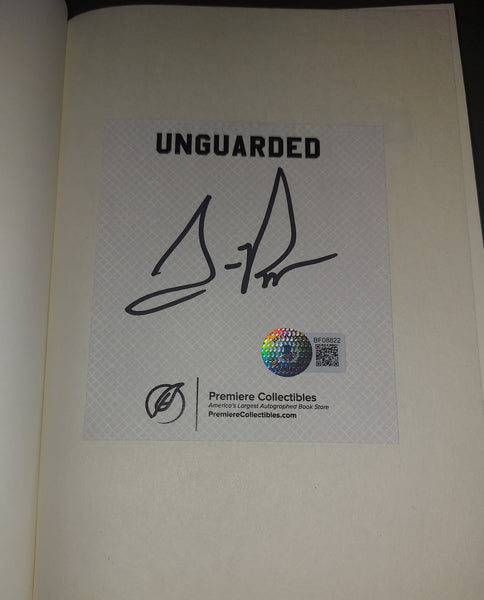 UNGUARDED
BF08822
Premiere Collectibles
America's Largest Autographed Book Store
PremiereCollectibles.com